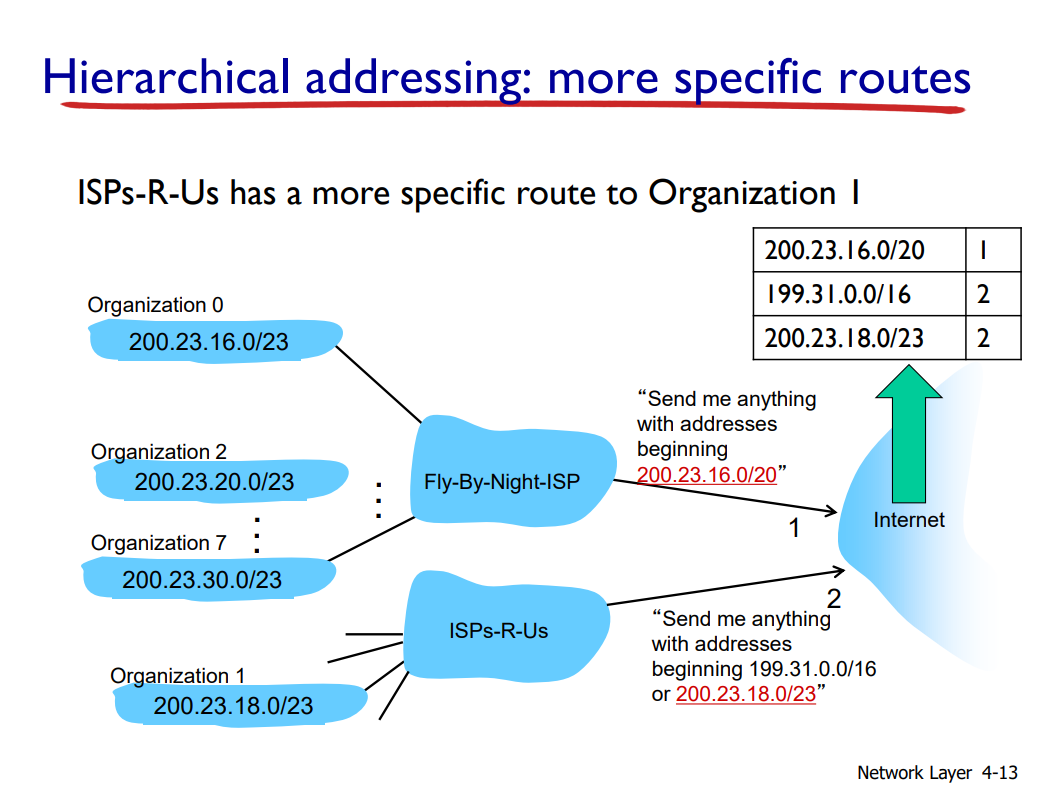 Hierarchical addressing: more specific routes
ISPs-R-Us has a more specific route to Organization 1
200.23.16.0/20 1
199.31.0.0/16 2
200.23.18.0/23 2
Organization 0
200.23.16.0/23
Organization 2
200.23.20.0/23
⋮
⋮
Organization 7
200.23.30.0/23
Fly-By-Night-ISP
“Send me anything
with addresses
beginning
200.23.16.0/20”
1
Internet
ISPs-R-Us
2
“Send me anything
with addresses
beginning 199.31.0.0/16
or 200.23.18.0/23”
Organization 1
200.23.18.0/23
Network Layer 4-13